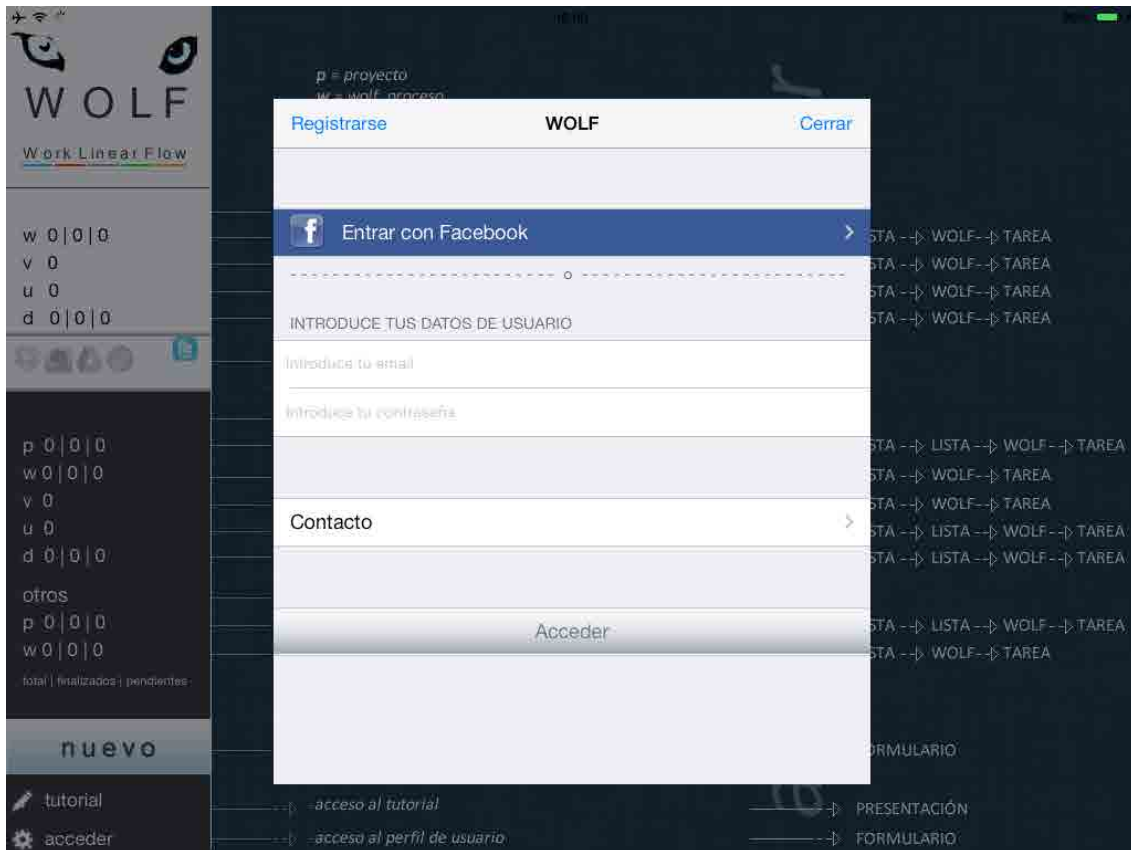 WOLF
Work Linear Flow
w 0|0|0
v 0
u 0
d 0|0|0
p 0|0|0
w 0|0|0
v 0
u 0
d 0|0|0
otros
p 0|0|0
w 0|0|0
total | finalizados | pendientes
nuevo
tutorial
acceder
p = proyecto
w = wolf, proceso
Registrarse WOLF Cerrar
f Entrar con Facebook
o
INTRODUCE TUS DATOS DE USUARIO
Introduce tu email
Introduce tu contraseña
Contacto
Acceder
STA --> WOLF--> TAREA
STA --> WOLF--> TAREA
STA --> WOLF--> TAREA
STA --> WOLF--> TAREA
STA --> LISTA --> WOLF--> TAREA
STA --> WOLF--> TAREA
STA --> WOLF--> TAREA
STA --> LISTA --> WOLF--> TAREA
STA --> LISTA --> WOLF--> TAREA
STA --> LISTA --> WOLF--> TAREA
STA --> WOLF--> TAREA
ORMULARIO
acceso al tutorial PRESENTACIÓN
acceso al perfil de usuario FORMULARIO